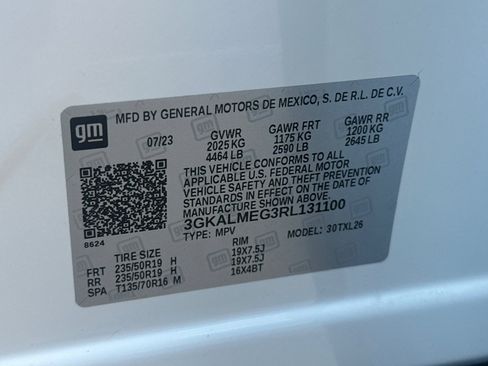 gm
MFD BY GENERAL MOTORS DE MEXICO, S. DE R.L. DE C.V.
07/23 GVWR GAWR FRT GAWR RR
2025 KG 1175 KG 1200 KG
4464 LB 2590 LB 2645 LB
THIS VEHICLE CONFORMS TO ALL
APPLICABLE U.S. FEDERAL MOTOR
VEHICLE SAFETY AND THEFT PREVENTION
STANDARDS IN EFFECT ON THE DATE OF
MANUFACTURE SHOWN ABOVE.
3GKALMEG3RL131100
8624 TYPE: MPV MODEL: 30TXL26
TIRE SIZE RIM
FRT 235/50R19 H 19X7.5J
RR 235/50R19 H 19X7.5J
SPA T135/70R16 M 16X4BT